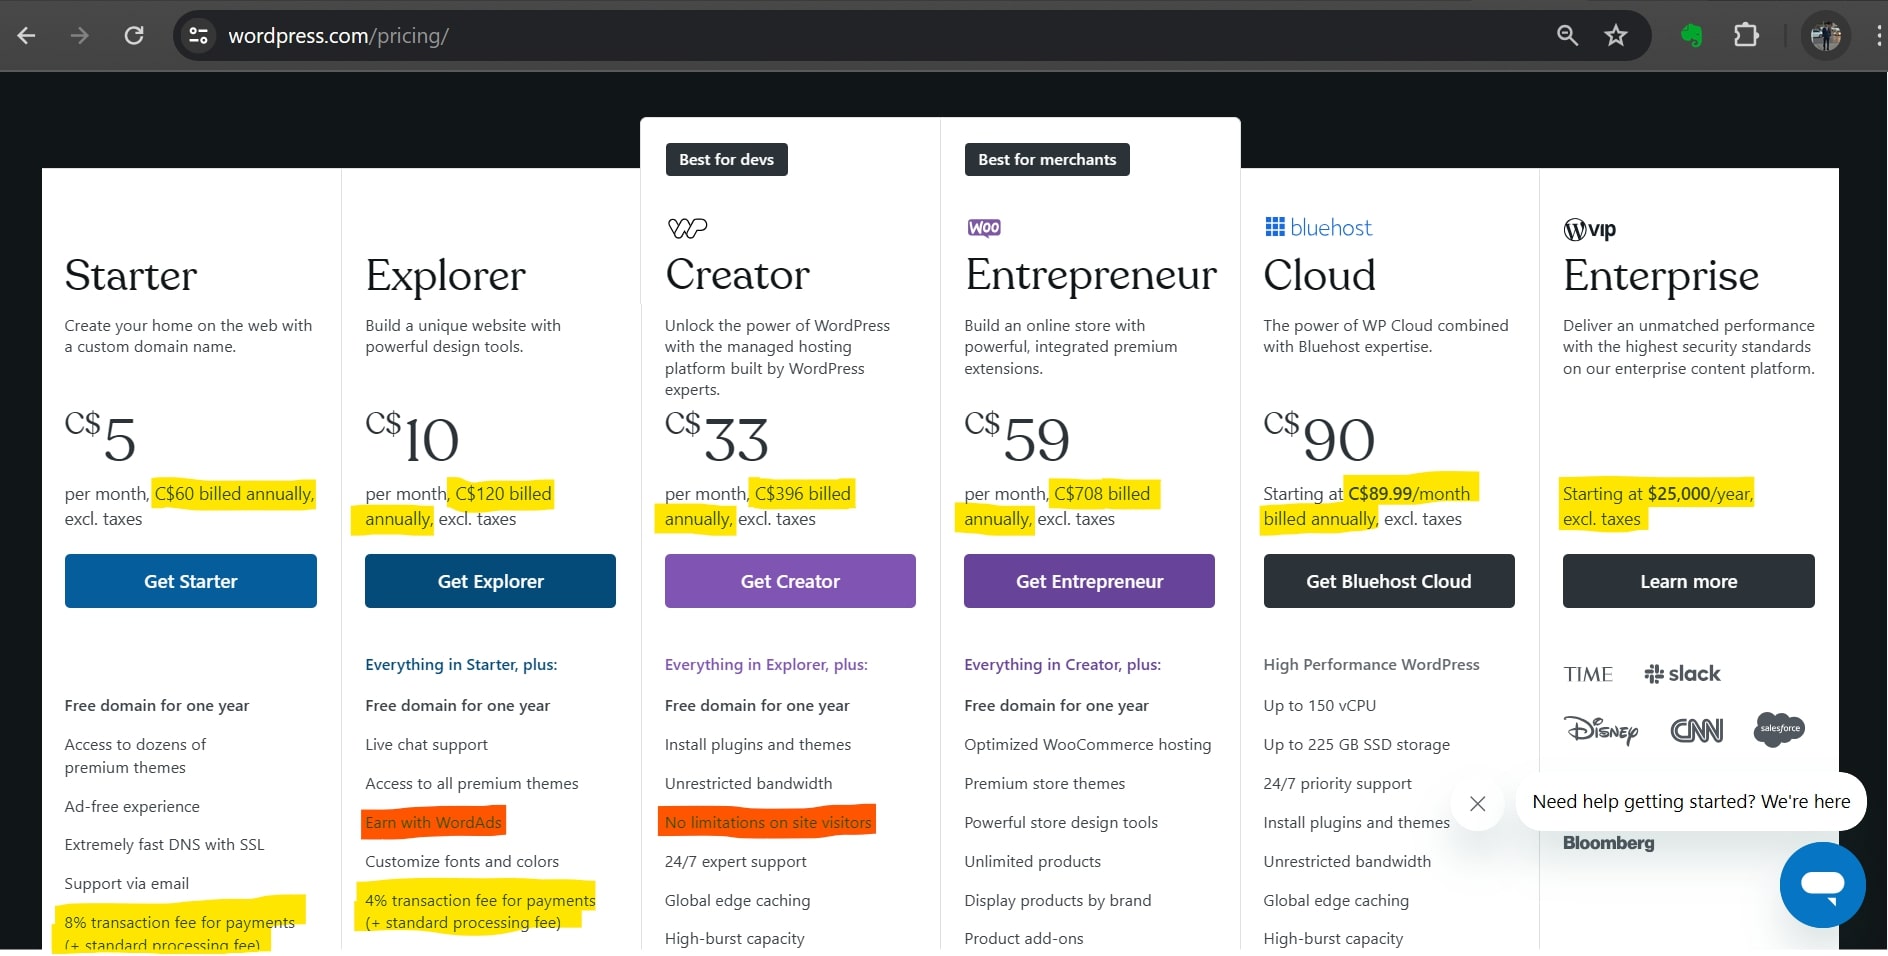 wordpress.com/pricing/
Best for devs
Best for merchants
WP
WOO
bluehost
W VIP
Starter
Create your home on the web with
a custom domain name.
C$5
per month, C$60 billed annually,
excl. taxes
Get Starter
Free domain for one year
Access to dozens of
premium themes
Ad-free experience
Extremely fast DNS with SSL
Support via email
8% transaction fee for payments
(+ standard processing fee)
Explorer
Build a unique website with
powerful design tools.
C$10
per month, C$120 billed
annually, excl. taxes
Get Explorer
Everything in Starter, plus:
Free domain for one year
Live chat support
Access to all premium themes
Earn with WordAds
Customize fonts and colors
4% transaction fee for payments
(+ standard processing fee)
Creator
Unlock the power of WordPress
with the managed hosting
platform built by WordPress
experts.
C$33
per month, C$396 billed
annually, excl. taxes
Get Creator
Everything in Explorer, plus:
Free domain for one year
Install plugins and themes
Unrestricted bandwidth
No limitations on site visitors
24/7 expert support
Global edge caching
High-burst capacity
Entrepreneur
Build an online store with
powerful, integrated premium
extensions.
C$59
per month, C$708 billed
annually, excl. taxes
Get Entrepreneur
Everything in Creator, plus:
Free domain for one year
Optimized WooCommerce hosting
Premium store themes
Powerful store design tools
Unlimited products
Display products by brand
Product add-ons
Cloud
The power of WP Cloud combined
with Bluehost expertise.
C$90
Starting at C$89.99/month
billed annually, excl. taxes
Get Bluehost Cloud
High Performance WordPress
Up to 150 vCPU
Up to 225 GB SSD storage
24/7 priority support
Install plugins and themes
Unrestricted bandwidth
Global edge caching
High-burst capacity
Enterprise
Deliver an unmatched performance
with the highest security standards
on our enterprise content platform.
Starting at $25,000/year,
excl. taxes
Learn more
TIME slack
Disney CNN salesforce
Need help getting started? We're here
Bloomberg